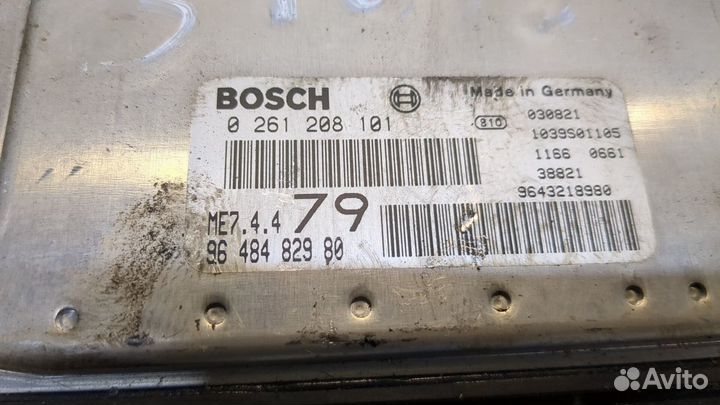 BOSCH
Made in Germany
0 261 208 101
810
030821
1039S01105
1166 0661
38821
9643218980
ME7.4.4 79
96 484 829 80
Avito